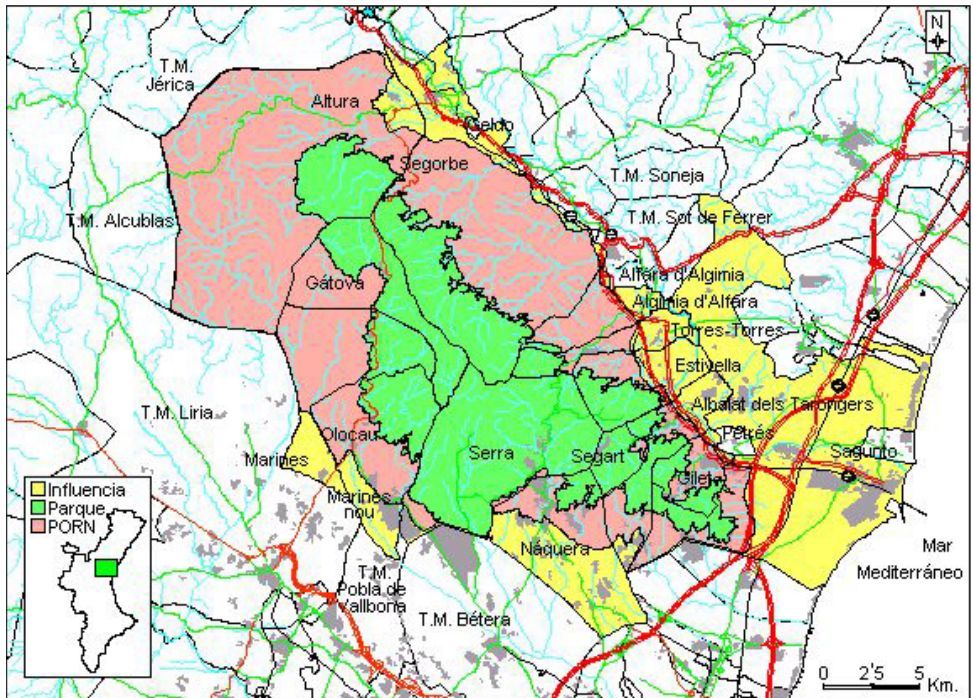 N
T.M.
Jérica
Altura
Geldo
Segorbe
T.M. Soneja
T.M. Alcublas
T.M. Sot de Ferrer
Gátova
Alfara d'Algimia
Algimia d'Alfara
Torres-Torres
Estivella
T.M. Liria
Albalat dels Tarongers
Olocau
Petrés
Marines
Serra
Segart
Sagunto
Gilet
Marines
nou
Náquera
Mar
Mediterráneo
T.M.
Pobla de
Vallbona
T.M. Bétera
Influencia
Parque
PORN
0 2'5 5
Km.